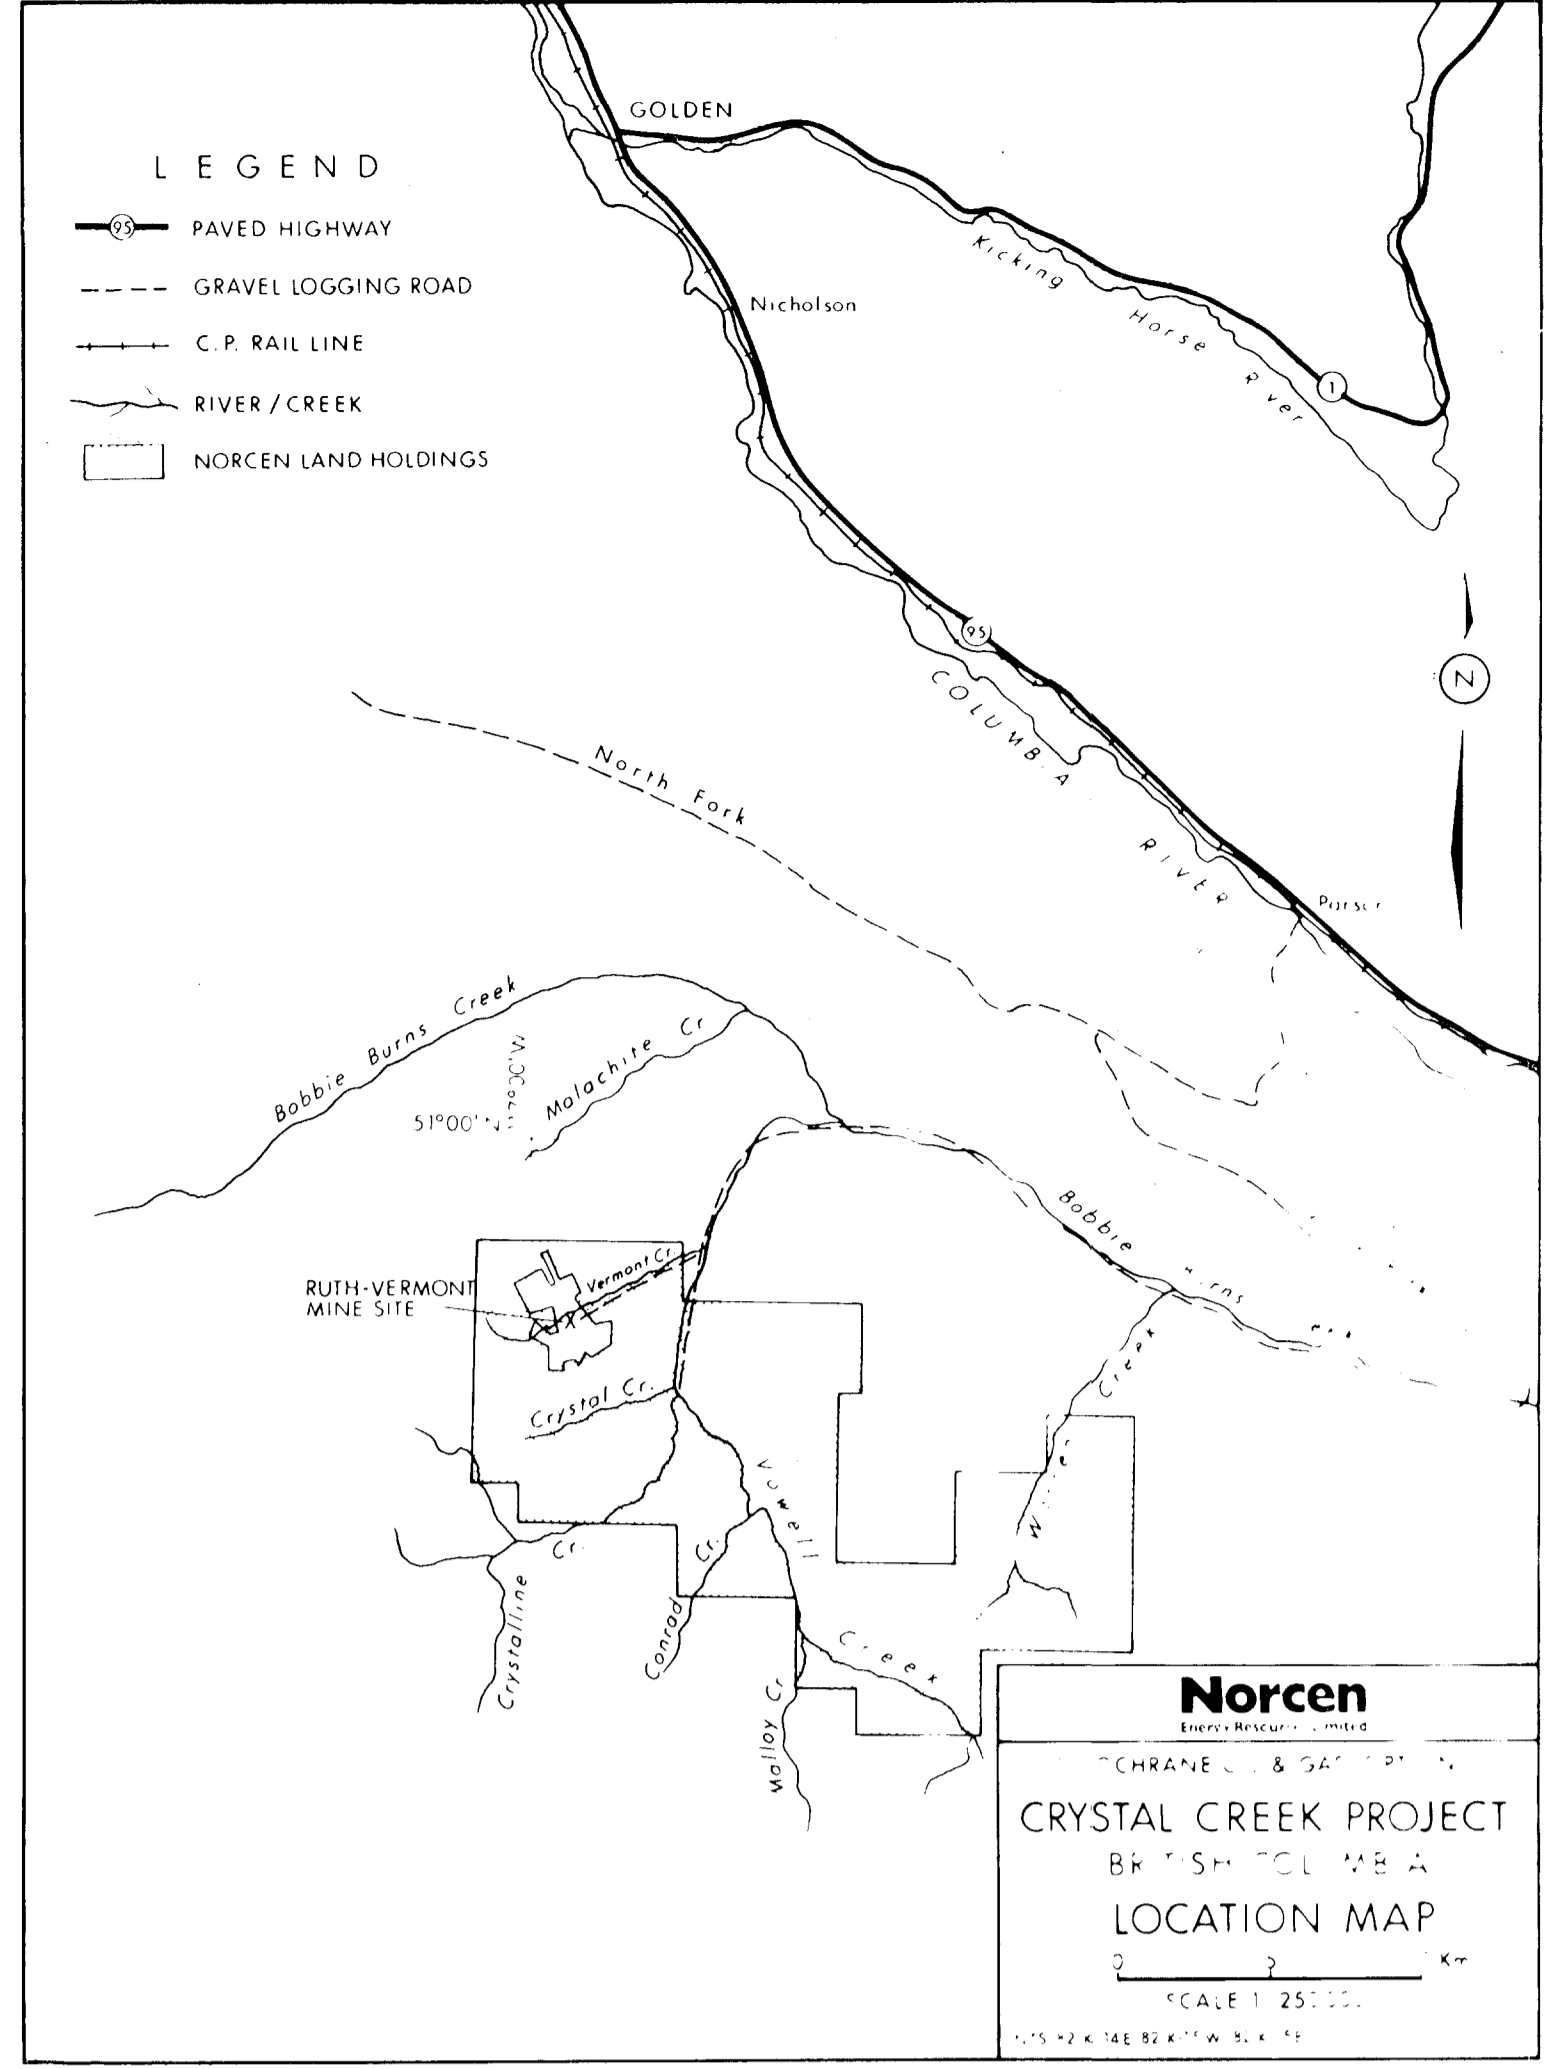 GOLDEN
LEGEND
95 PAVED HIGHWAY
GRAVEL LOGGING ROAD
C.P. RAIL LINE
RIVER / CREEK
NORCEN LAND HOLDINGS
Nicholson
Kicking Horse River
1
95
N
COLUMBIA RIVER
North Fork
Bobbie Burns Creek
Malachite Cr
51°00'
Bobbie
Vermont Cr.
RUTH-VERMONT
MINE SITE
Creek
Crystal Cr.
Vowell
Creek
Cr.
Crystalline
Conrad
Cr.
Malloy Cr
Norcen
CRYSTAL CREEK PROJECT
LOCATION MAP
0
Km
SCALE 1